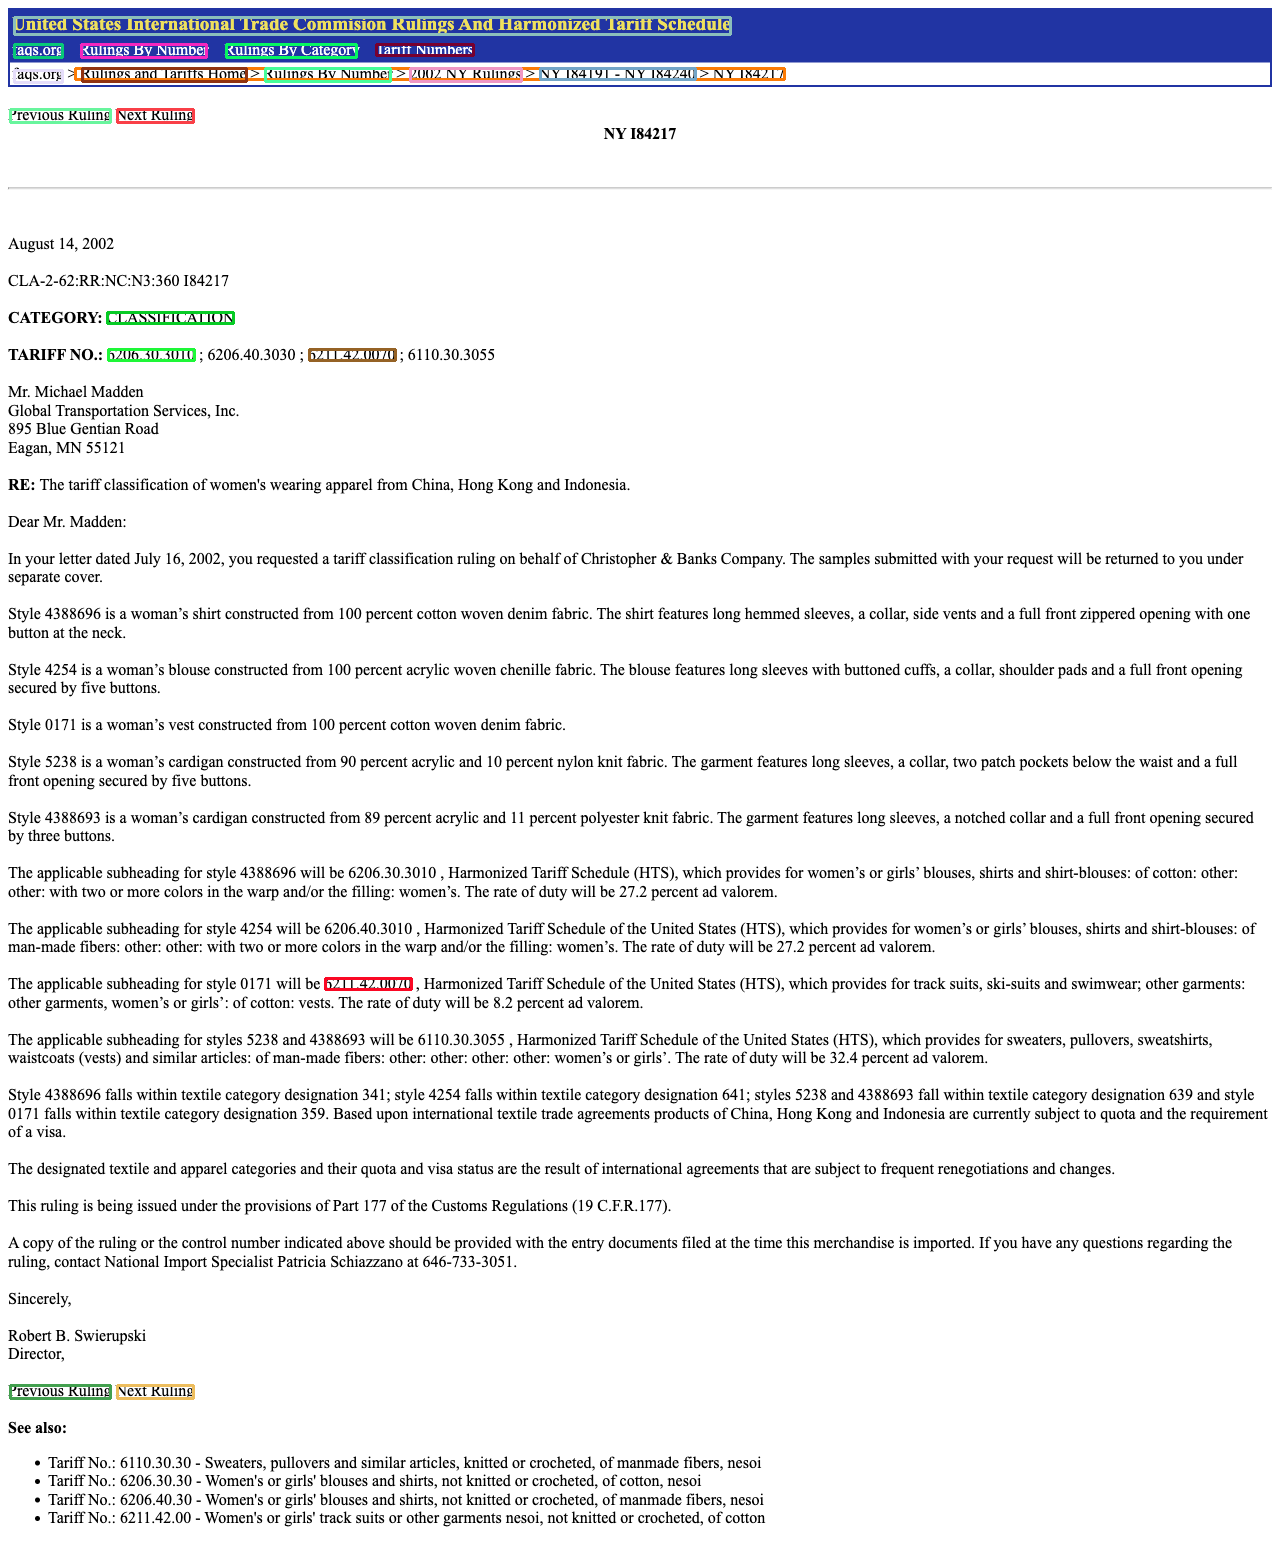 United States International Trade Commision Rulings And Harmonized Tariff Schedule
faqs.org Rulings By Number Rulings By Category Tariff Numbers
faqs.org > Rulings and Tariffs Home > Rulings By Number > 2002 NY Rulings > NY I84191 - NY I84240 > NY I84217
Previous Ruling Next Ruling
NY I84217
August 14, 2002
CLA-2-62:RR:NC:N3:360 I84217
CATEGORY: CLASSIFICATION
TARIFF NO.: 6206.30.3010 ; 6206.40.3030 ; 6211.42.0070 ; 6110.30.3055
Mr. Michael Madden
Global Transportation Services, Inc.
895 Blue Gentian Road
Eagan, MN 55121
RE: The tariff classification of women's wearing apparel from China, Hong Kong and Indonesia.
Dear Mr. Madden:
In your letter dated July 16, 2002, you requested a tariff classification ruling on behalf of Christopher & Banks Company. The samples submitted with your request will be returned to you under
separate cover.
Style 4388696 is a woman’s shirt constructed from 100 percent cotton woven denim fabric. The shirt features long hemmed sleeves, a collar, side vents and a full front zippered opening with one
button at the neck.
Style 4254 is a woman’s blouse constructed from 100 percent acrylic woven chenille fabric. The blouse features long sleeves with buttoned cuffs, a collar, shoulder pads and a full front opening
secured by five buttons.
Style 0171 is a woman’s vest constructed from 100 percent cotton woven denim fabric.
Style 5238 is a woman’s cardigan constructed from 90 percent acrylic and 10 percent nylon knit fabric. The garment features long sleeves, a collar, two patch pockets below the waist and a full
front opening secured by five buttons.
Style 4388693 is a woman’s cardigan constructed from 89 percent acrylic and 11 percent polyester knit fabric. The garment features long sleeves, a notched collar and a full front opening secured
by three buttons.
The applicable subheading for style 4388696 will be 6206.30.3010 , Harmonized Tariff Schedule (HTS), which provides for women’s or girls’ blouses, shirts and shirt-blouses: of cotton: other:
other: with two or more colors in the warp and/or the filling: women’s. The rate of duty will be 27.2 percent ad valorem.
The applicable subheading for style 4254 will be 6206.40.3010 , Harmonized Tariff Schedule of the United States (HTS), which provides for women’s or girls’ blouses, shirts and shirt-blouses: of
man-made fibers: other: other: with two or more colors in the warp and/or the filling: women’s. The rate of duty will be 27.2 percent ad valorem.
The applicable subheading for style 0171 will be 6211.42.0070 , Harmonized Tariff Schedule of the United States (HTS), which provides for track suits, ski-suits and swimwear; other garments:
other garments, women’s or girls’: of cotton: vests. The rate of duty will be 8.2 percent ad valorem.
The applicable subheading for styles 5238 and 4388693 will be 6110.30.3055 , Harmonized Tariff Schedule of the United States (HTS), which provides for sweaters, pullovers, sweatshirts,
waistcoats (vests) and similar articles: of man-made fibers: other: other: other: other: women’s or girls’. The rate of duty will be 32.4 percent ad valorem.
Style 4388696 falls within textile category designation 341; style 4254 falls within textile category designation 641; styles 5238 and 4388693 fall within textile category designation 639 and style
0171 falls within textile category designation 359. Based upon international textile trade agreements products of China, Hong Kong and Indonesia are currently subject to quota and the requirement
of a visa.
The designated textile and apparel categories and their quota and visa status are the result of international agreements that are subject to frequent renegotiations and changes.
This ruling is being issued under the provisions of Part 177 of the Customs Regulations (19 C.F.R.177).
A copy of the ruling or the control number indicated above should be provided with the entry documents filed at the time this merchandise is imported. If you have any questions regarding the
ruling, contact National Import Specialist Patricia Schiazzano at 646-733-3051.
Sincerely,
Robert B. Swierupski
Director,
Previous Ruling Next Ruling
See also:
• Tariff No.: 6110.30.30 - Sweaters, pullovers and similar articles, knitted or crocheted, of manmade fibers, nesoi
• Tariff No.: 6206.30.30 - Women's or girls' blouses and shirts, not knitted or crocheted, of cotton, nesoi
• Tariff No.: 6206.40.30 - Women's or girls' blouses and shirts, not knitted or crocheted, of manmade fibers, nesoi
• Tariff No.: 6211.42.00 - Women's or girls' track suits or other garments nesoi, not knitted or crocheted, of cotton